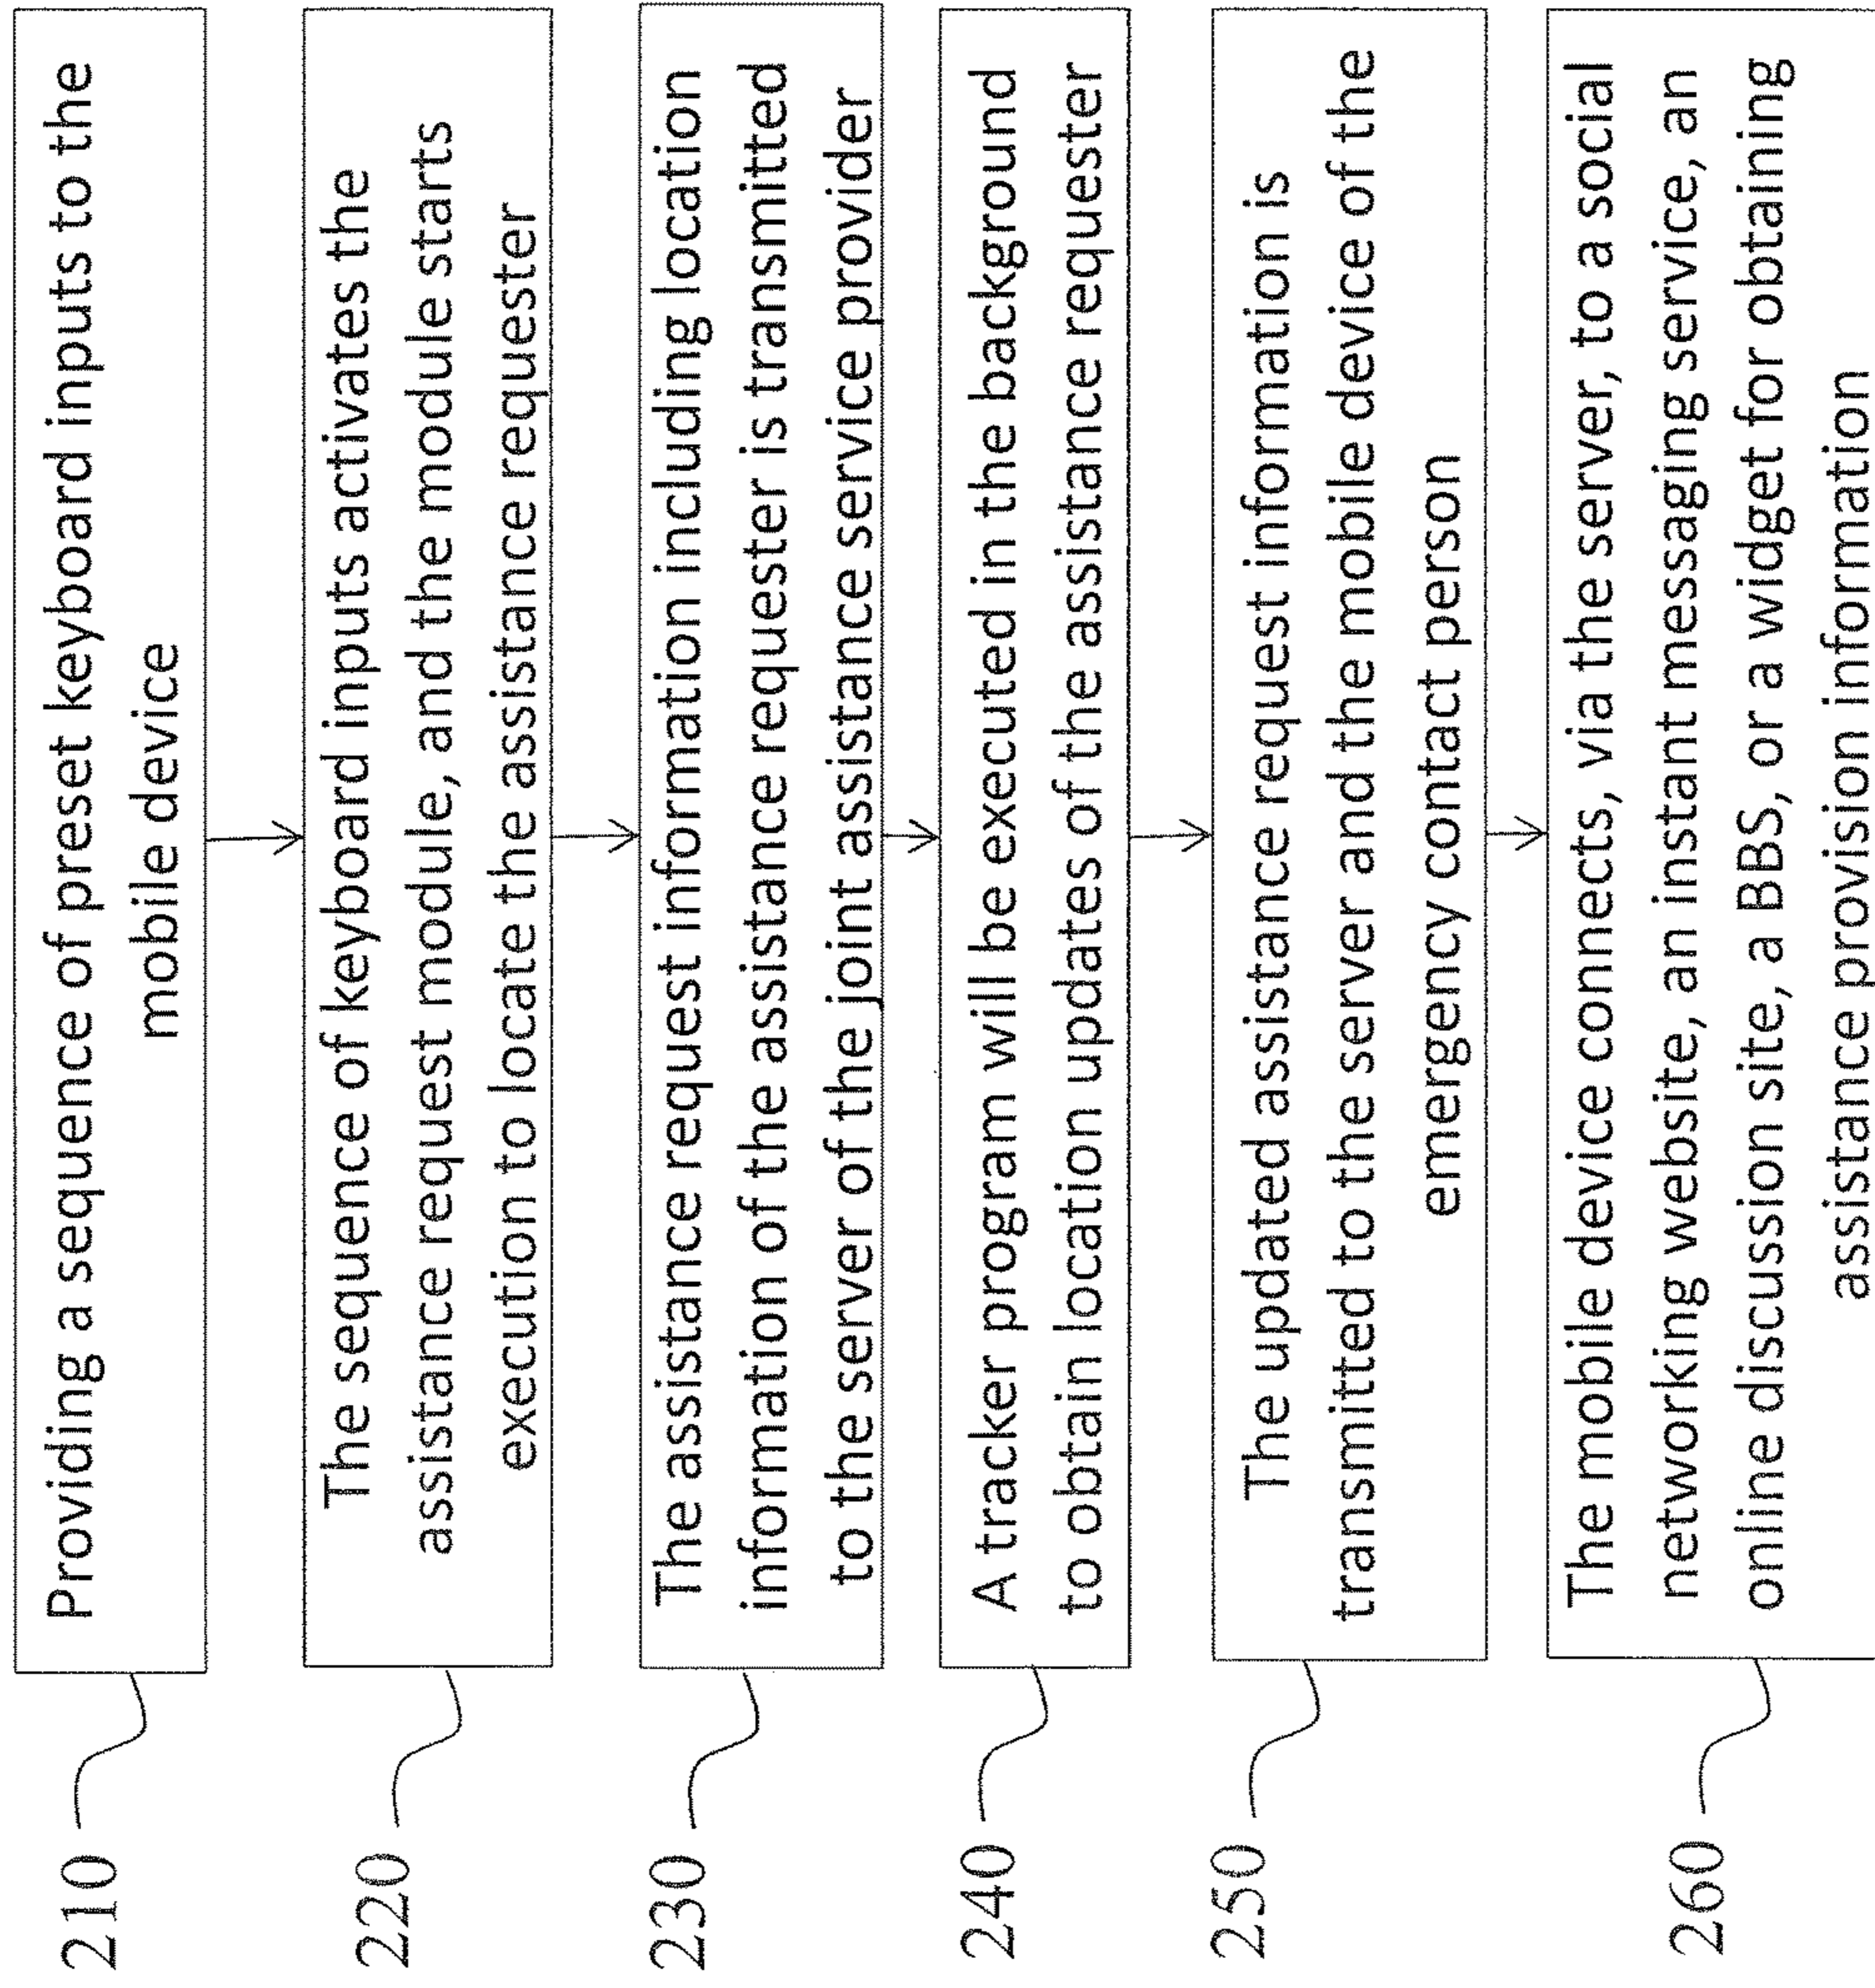 210
Providing a sequence of preset keyboard inputs to the
mobile device
220
The sequence of keyboard inputs activates the
assistance request module, and the module starts
execution to locate the assistance requester
230
The assistance request information including location
information of the assistance requester is transmitted
to the server of the joint assistance service provider
240
A tracker program will be executed in the background
to obtain location updates of the assistance requester
250
The updated assistance request information is
transmitted to the server and the mobile device of the
emergency contact person
260
The mobile device connects, via the server, to a social
networking website, an instant messaging service, an
online discussion site, a BBS, or a widget for obtaining
assistance provision information